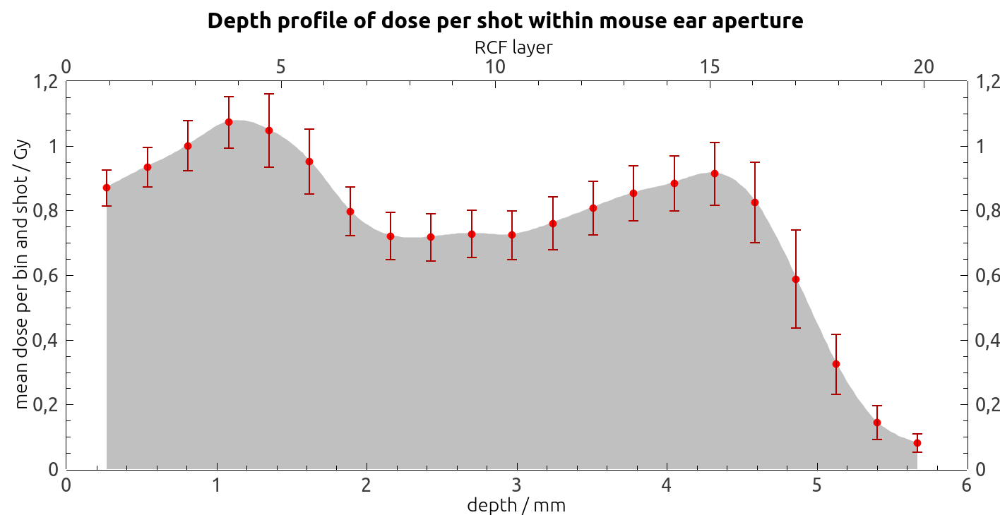 Depth profile of dose per shot within mouse ear aperture
RCF layer
0 5 10 15 20
1,2 1,2
1 1
0,8 0,8
0,6 0,6
0,4 0,4
0,2 0,2
0 0
mean dose per bin and shot / Gy
0 1 2 3 4 5 6
depth / mm